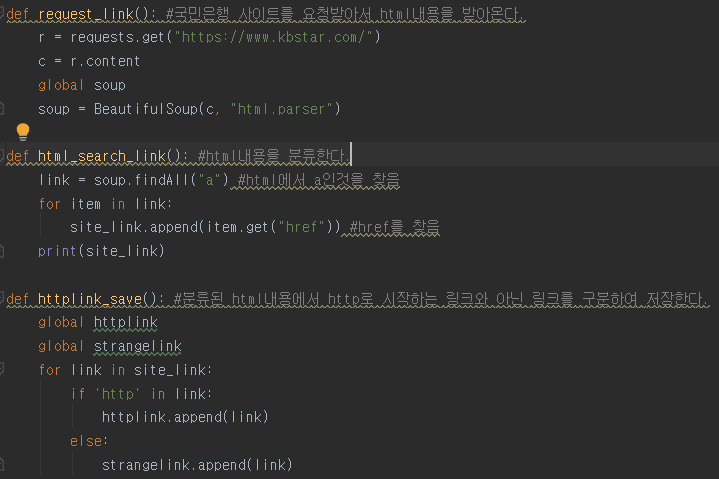 def request_link(): #국민은행 사이트를 요청받아서 html내용을 받아온다.
    r = requests.get("https://www.kbstar.com/")
    c = r.content
    global soup
    soup = BeautifulSoup(c, "html.parser")
def html_search_link(): #html내용을 분류한다.
    link = soup.findAll("a") #html에서 a인것을 찾음
    for item in link:
        site_link.append(item.get("href")) #href를 찾음
    print(site_link)
def httplink_save(): #분류된 html내용에서 http로 시작하는 링크와 아닌 링크를 구분하여 저장한다.
    global httplink
    global strangelink
    for link in site_link:
        if 'http' in link:
            httplink.append(link)
        else:
            strangelink.append(link)